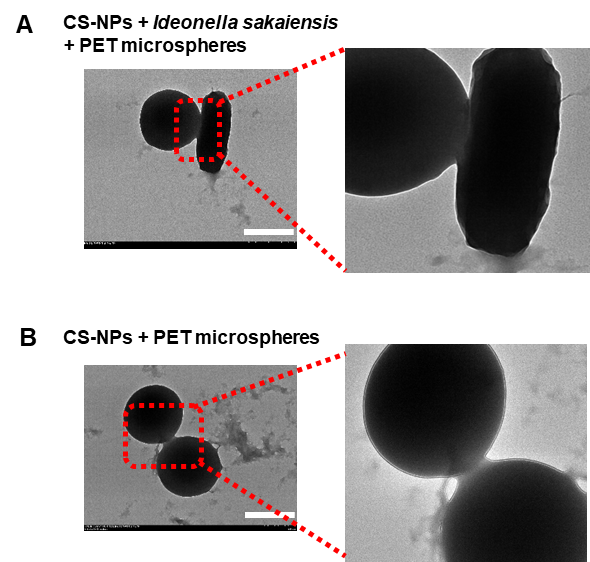 A
CS-NPs + Ideonella sakaiensis
+ PET microspheres
B
CS-NPs + PET microspheres